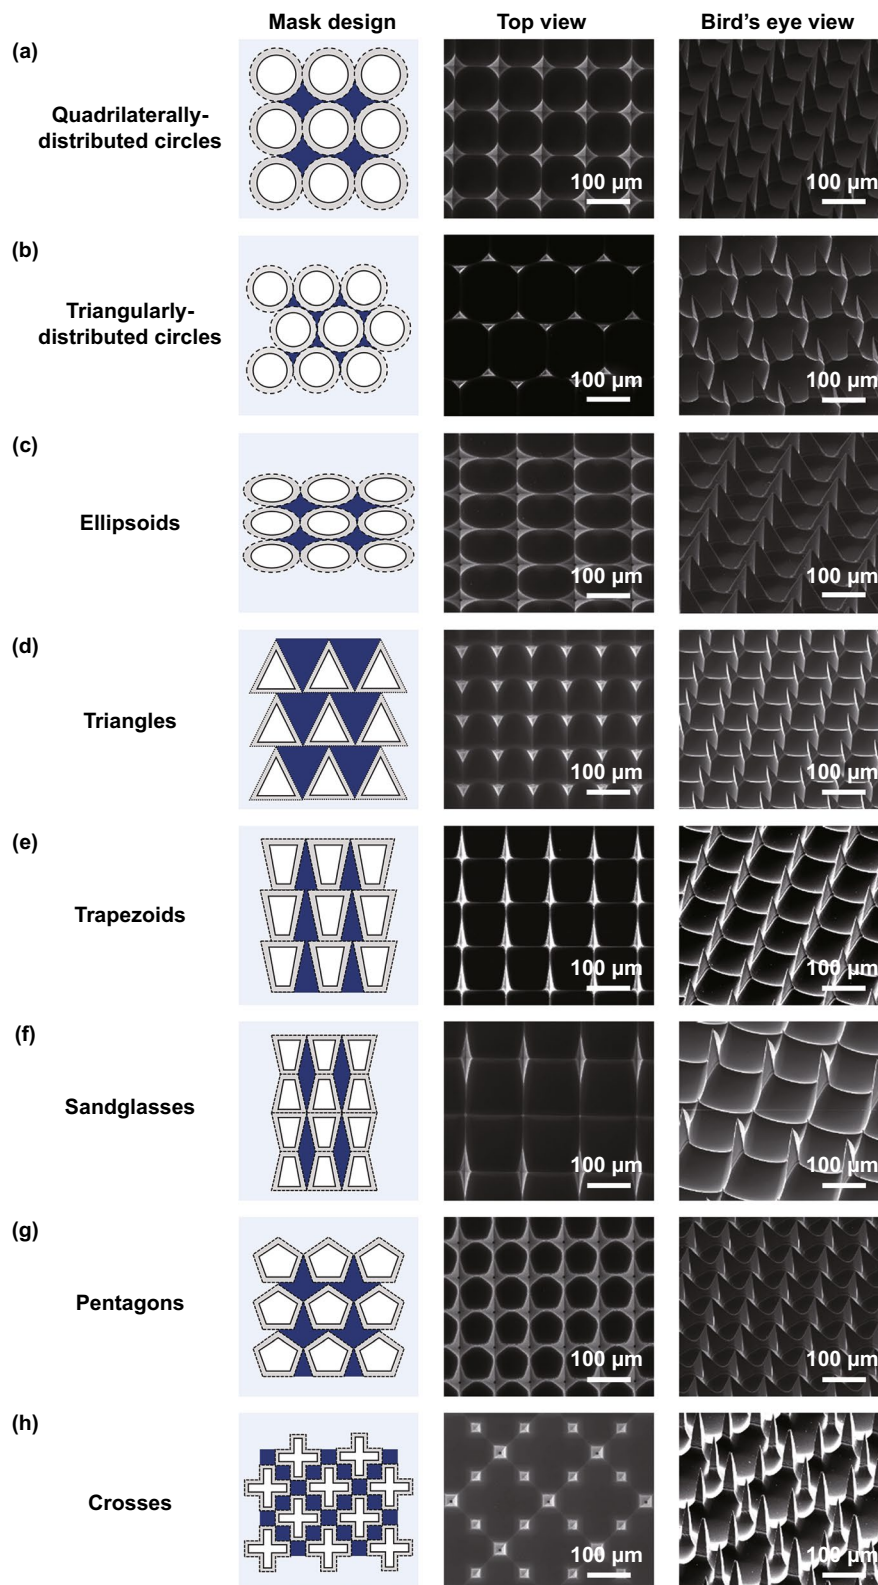 Mask design Top view Bird's eye view
(a)
Quadrilaterally-
distributed circles
100 µm 100 µm
(b)
Triangularly-
distributed circles
100 µm 100 µm
(c)
Ellipsoids
100 µm 100 µm
(d)
Triangles
100 µm 100 µm
(e)
Trapezoids
100 µm 100 µm
(f)
Sandglasses
100 µm 100 µm
(g)
Pentagons
100 µm 100 µm
(h)
Crosses
100 µm 100 µm